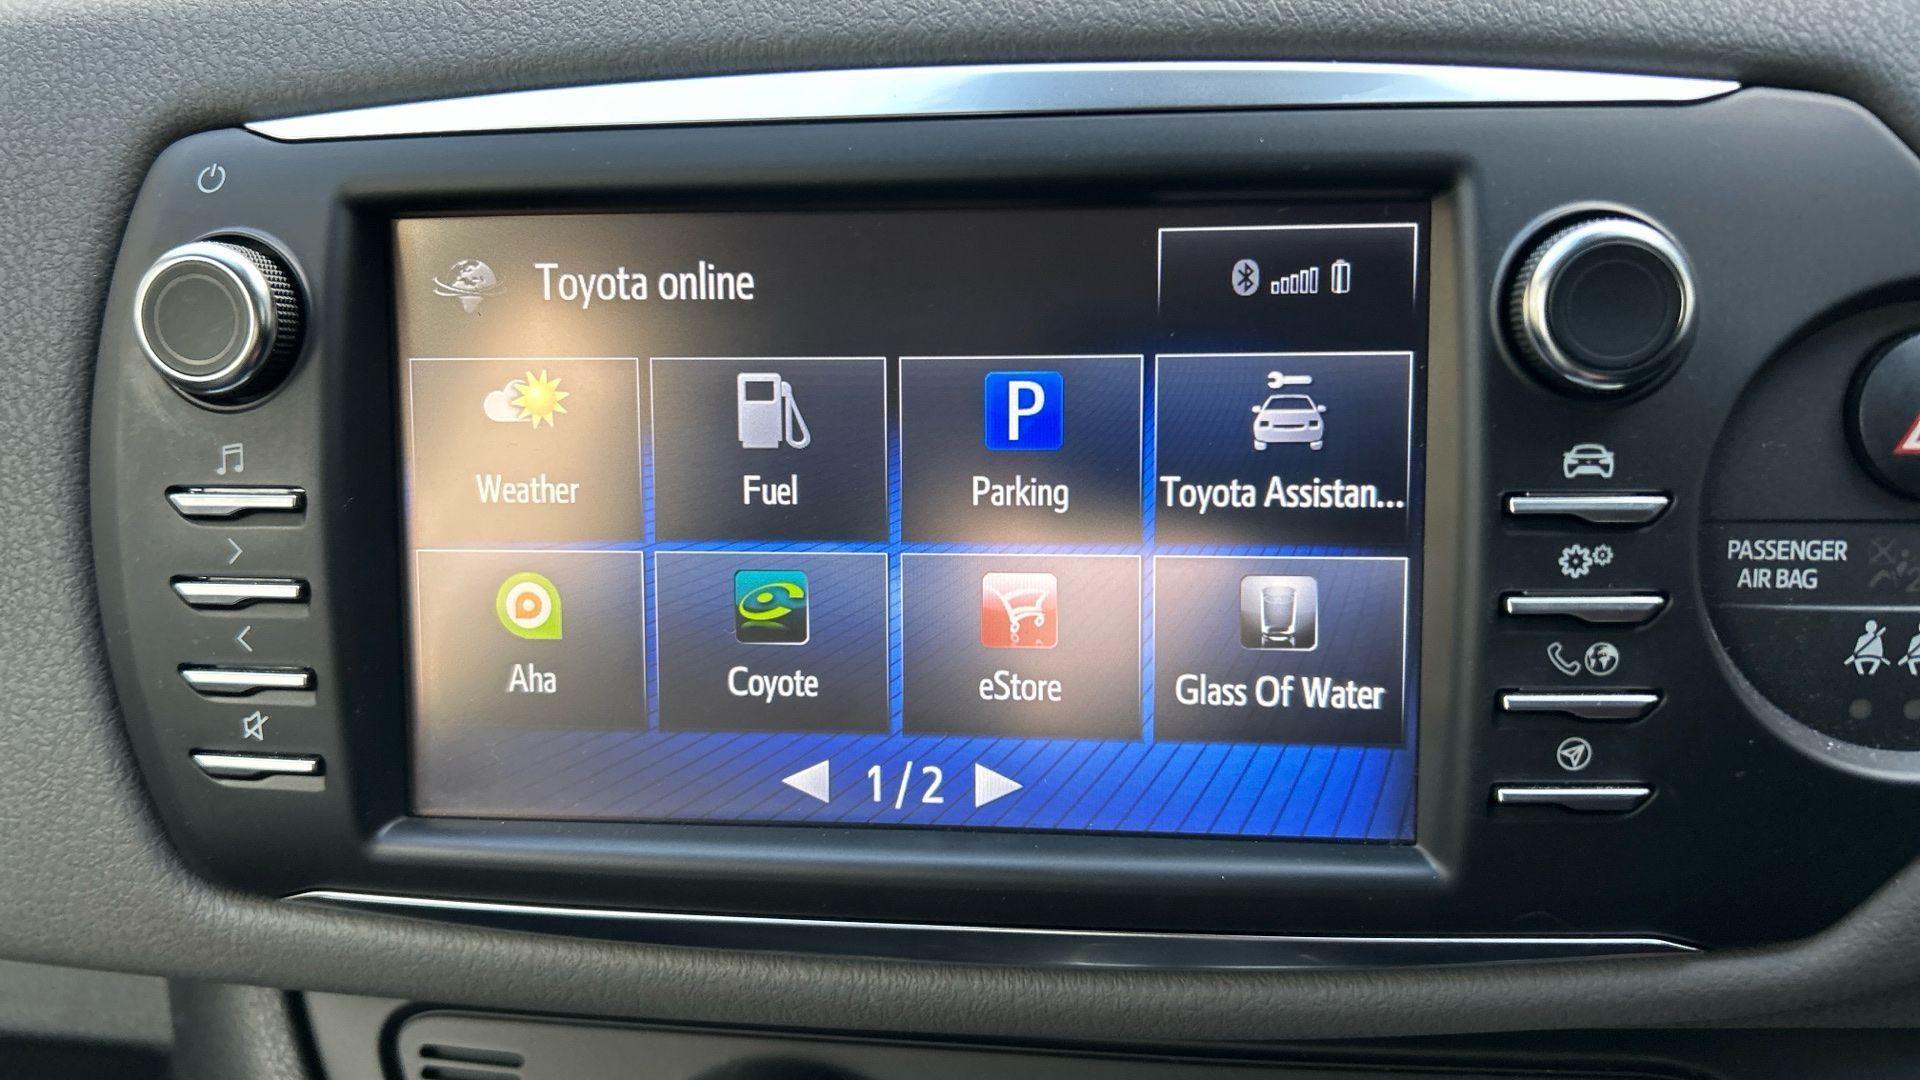 Toyota online
Weather
Fuel
P
Parking
Toyota Assistan...
Aha
Coyote
eStore
Glass Of Water
1/2
PASSENGER
AIR BAG